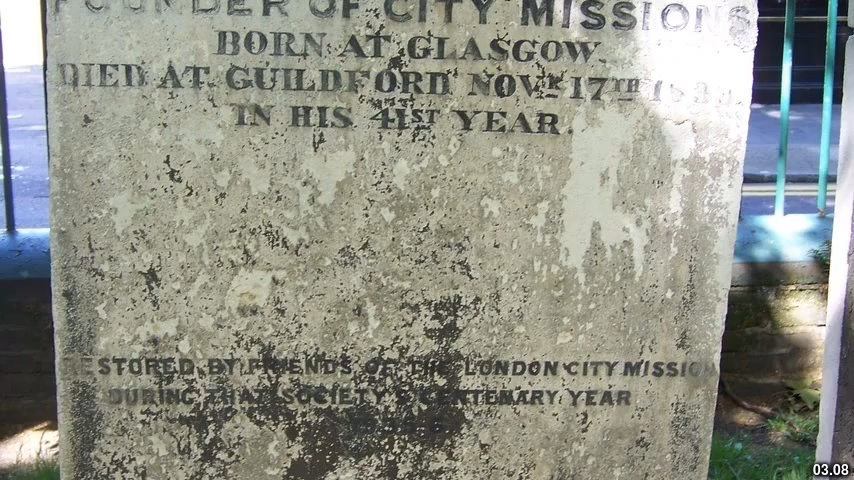 FOUNDER OF CITY MISSIONS
BORN AT GLASGOW.
DIED AT GUILDFORD NOVR 17TH
IN HIS 41ST YEAR.
RESTORED BY FRIENDS OF THE LONDON CITY MISSION
DURING THAT SOCIETY'S CENTENARY YEAR
03.08